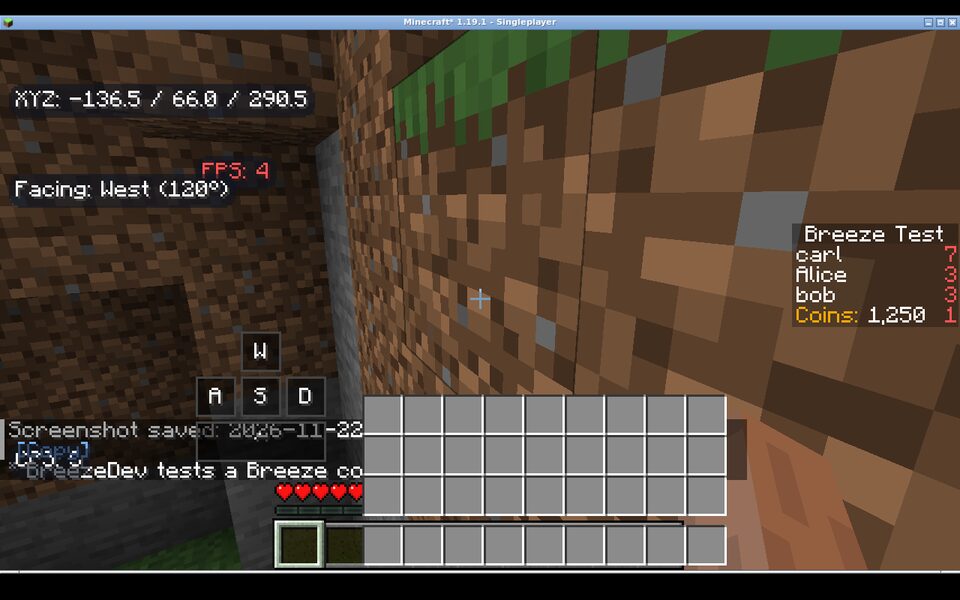 Minecraft* 1.19.1 - Singleplayer
XYZ: -136.5 / 66.0 / 290.5
FPS: 4
Facing: West (120°)
Breeze Test
carl 7
Alice 3
bob 3
Coins: 1,250 1
W
A S D
Screenshot saved: 2026-11-22
[Copy]
* BreezeDev tests a Breeze co